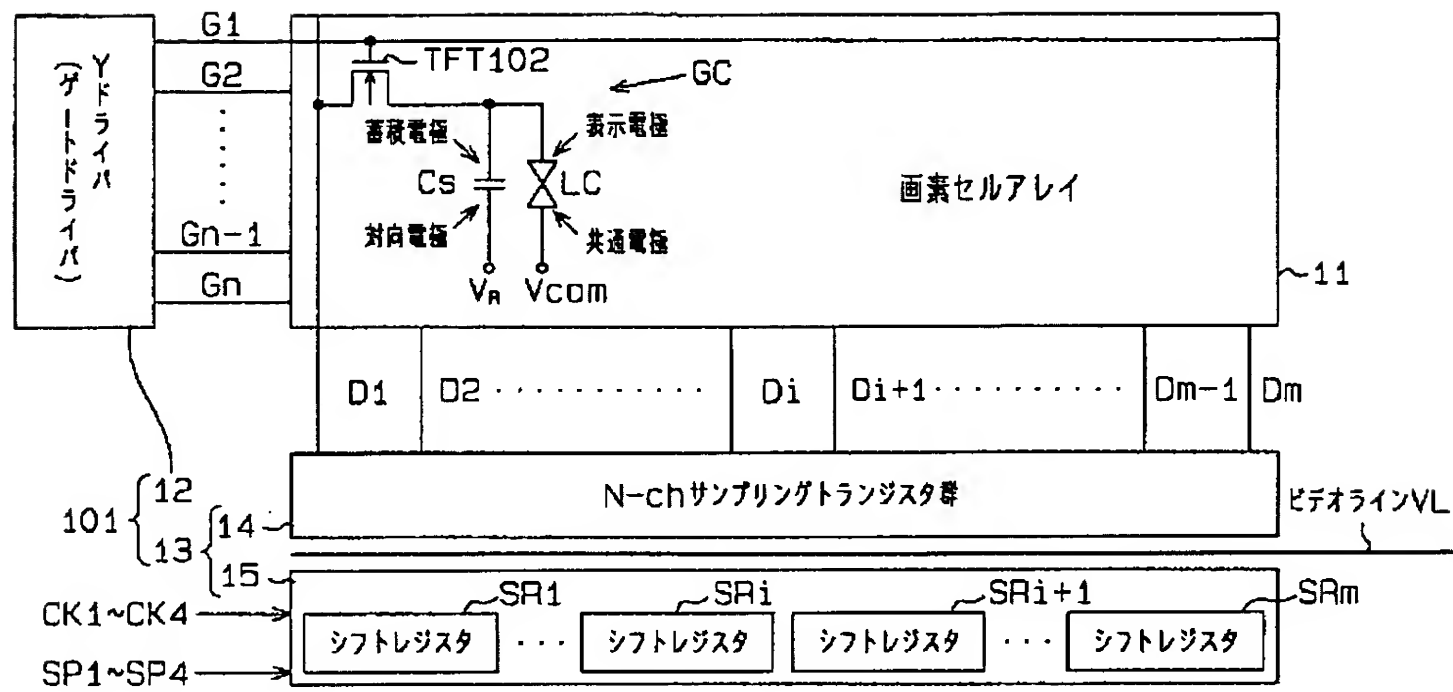 Yドライバ
(ゲートドライバ)
G1
G2
Gn-1
Gn
TFT102
GC
蓄積電極
表示電極
Cs
LC
対向電極
共通電極
VR
Vcom
画素セルアレイ
11
D1
D2 ···········
Di
Di+1 ···········
Dm-1
Dm
N-chサンプリングトランジスタ群
ビデオラインVL
101
12
13
14
15
CK1~CK4
SP1~SP4
SR1
SRi
SRi+1
SRm
シフトレジスタ ··· シフトレジスタ シフトレジスタ ··· シフトレジスタ